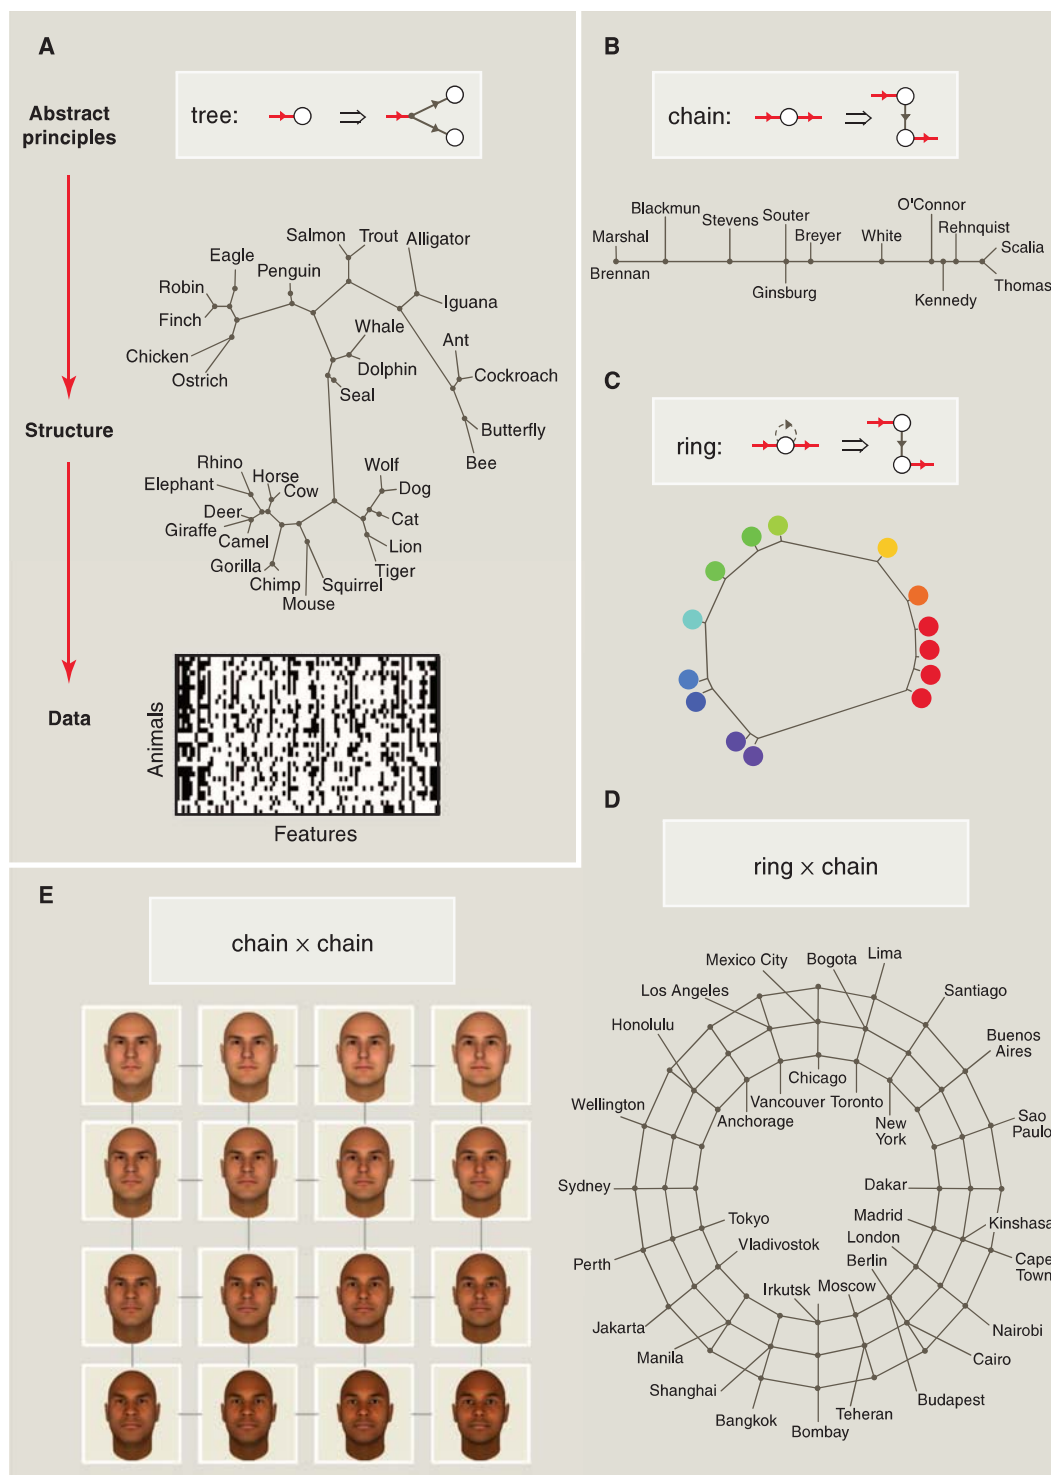 A
Abstract
principles
tree:
Structure
Data
Salmon
Trout
Alligator
Eagle
Penguin
Robin
Iguana
Finch
Whale
Ant
Chicken
Dolphin
Cockroach
Ostrich
Seal
Butterfly
Bee
Rhino
Horse
Wolf
Elephant
Cow
Dog
Deer
Cat
Giraffe
Camel
Lion
Gorilla
Tiger
Chimp
Squirrel
Mouse
Animals
Features
B
chain:
O'Connor
Blackmun
Stevens
Souter
Rehnquist
Marshal
Breyer
White
Scalia
Brennan
Ginsburg
Kennedy
Thomas
C
ring:
D
ring × chain
Mexico City
Bogota
Lima
Los Angeles
Santiago
Honolulu
Buenos
Aires
Chicago
Wellington
Vancouver
Toronto
Anchorage
New
York
Sao
Paulo
Sydney
Dakar
Tokyo
Madrid
Kinshasa
London
Vladivostok
Perth
Berlin
Cape
Town
Irkutsk
Moscow
Jakarta
Nairobi
Manila
Cairo
Shanghai
Budapest
Bangkok
Teheran
Bombay
E
chain × chain